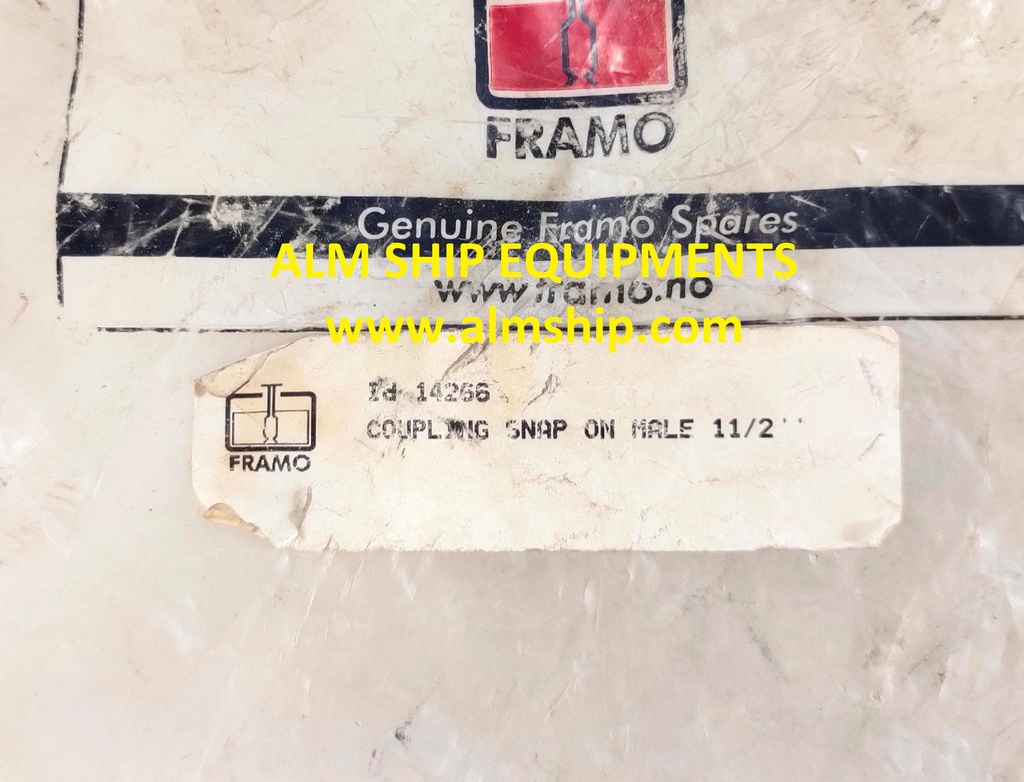 FRAMO
Genuine Framo Spares
ALM SHIP EQUIPMENTS
www.framo.no
www.almship.com
Id 14266
COUPLING SNAP ON MALE 11/2''
FRAMO